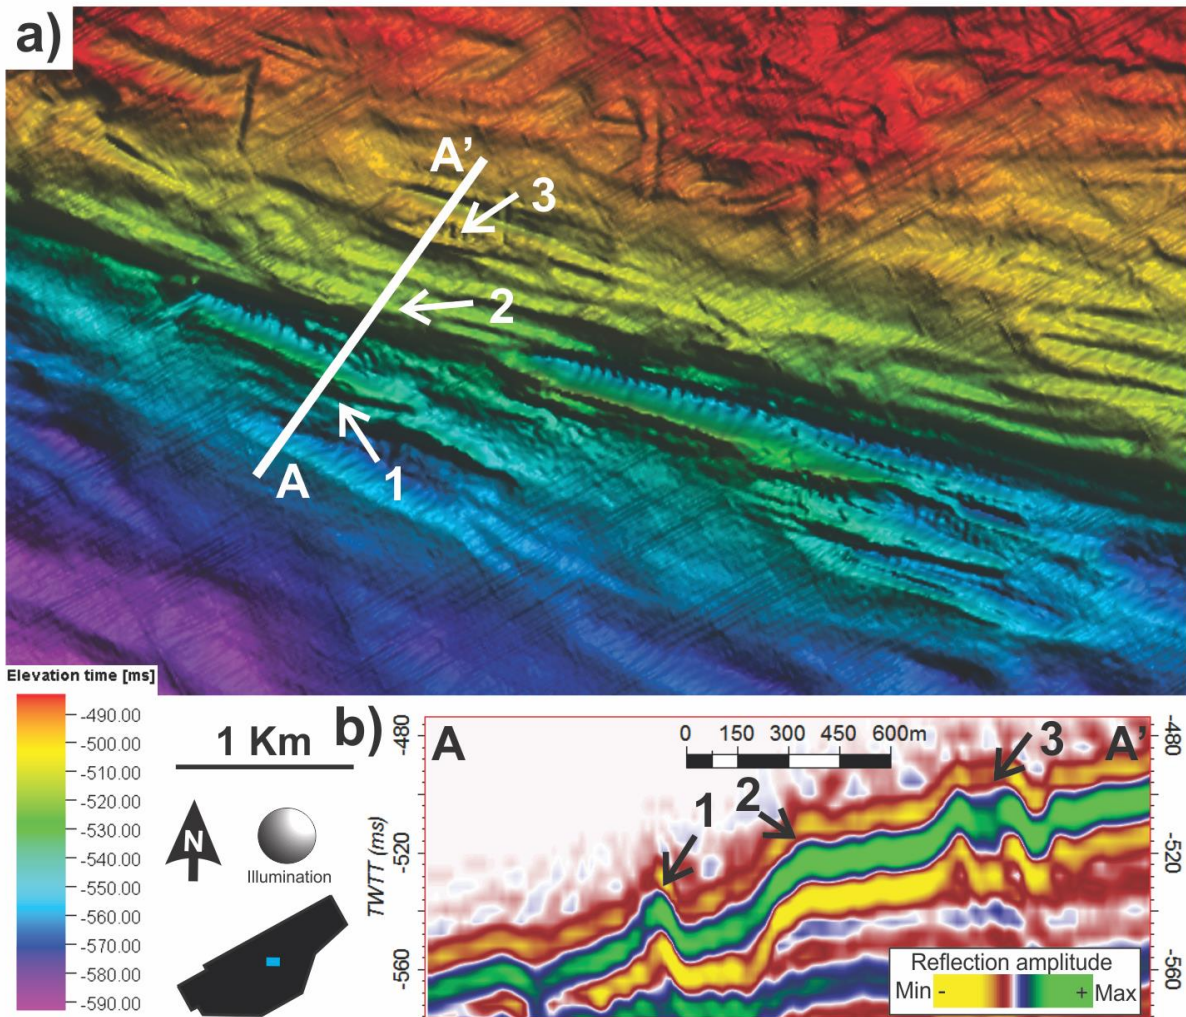 a)
A'
3
2
1
A
Elevation time [ms]
-490.00
-500.00
-510.00
-520.00
-530.00
-540.00
-550.00
-560.00
-570.00
-580.00
-590.00
1 Km
N
Illumination
b)
A
0 150 300 450 600m
A'
3
2
1
-480
-520
-560
TWTT (ms)
-480
-520
-560
Reflection amplitude
Min - + Max